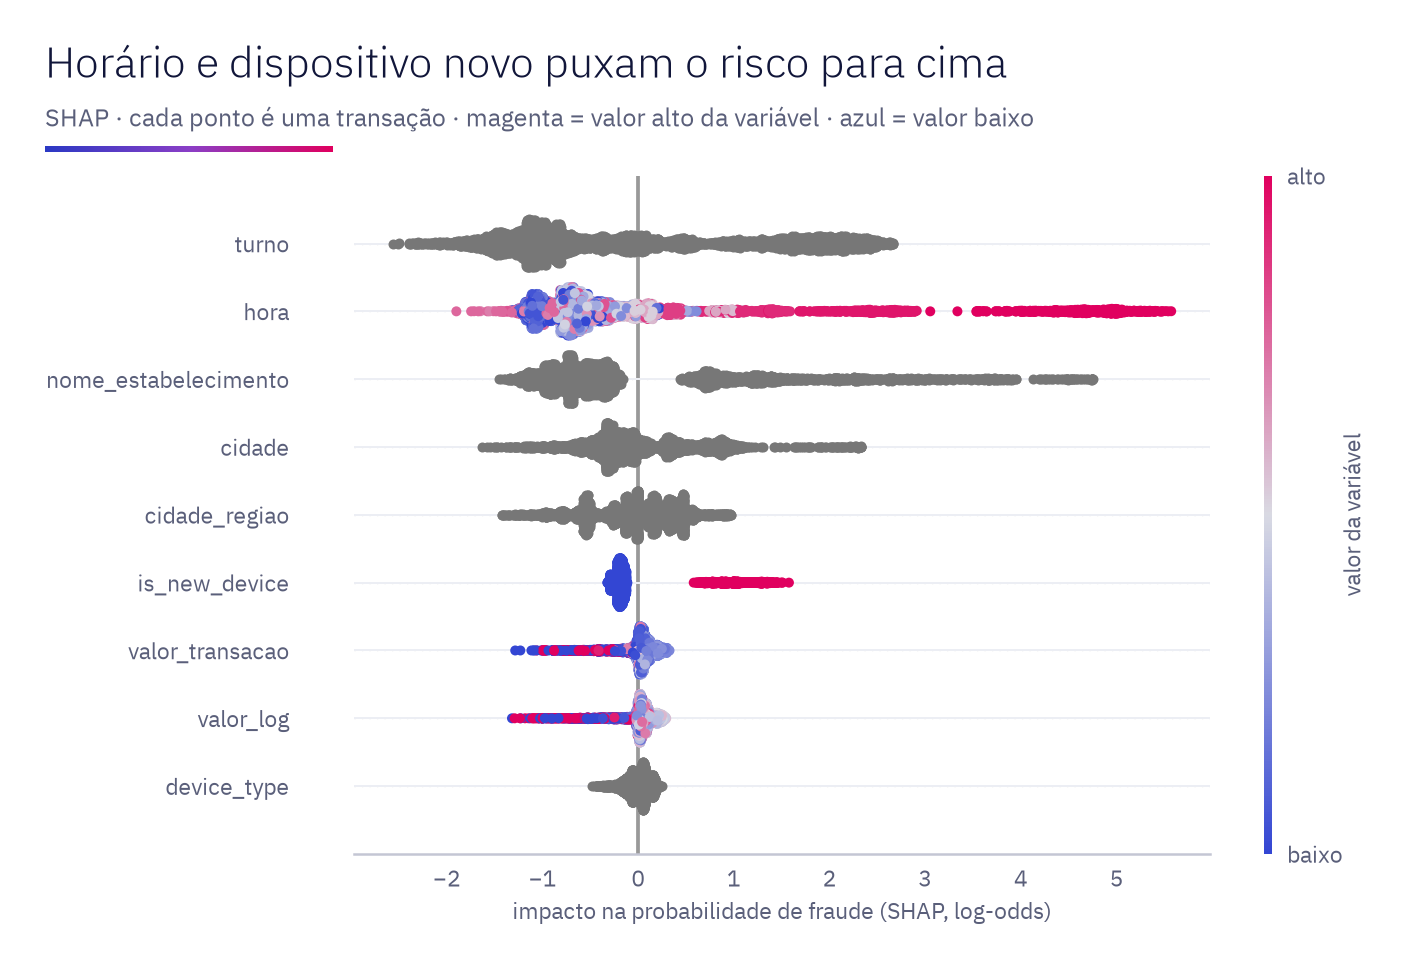 Horário e dispositivo novo puxam o risco para cima
SHAP · cada ponto é uma transação · magenta = valor alto da variável · azul = valor baixo
alto
turno
hora
nome_estabelecimento
cidade
cidade_regiao
is_new_device
valor_transacao
valor_log
device_type
valor da variável
baixo
−2 −1 0 1 2 3 4 5
impacto na probabilidade de fraude (SHAP, log-odds)